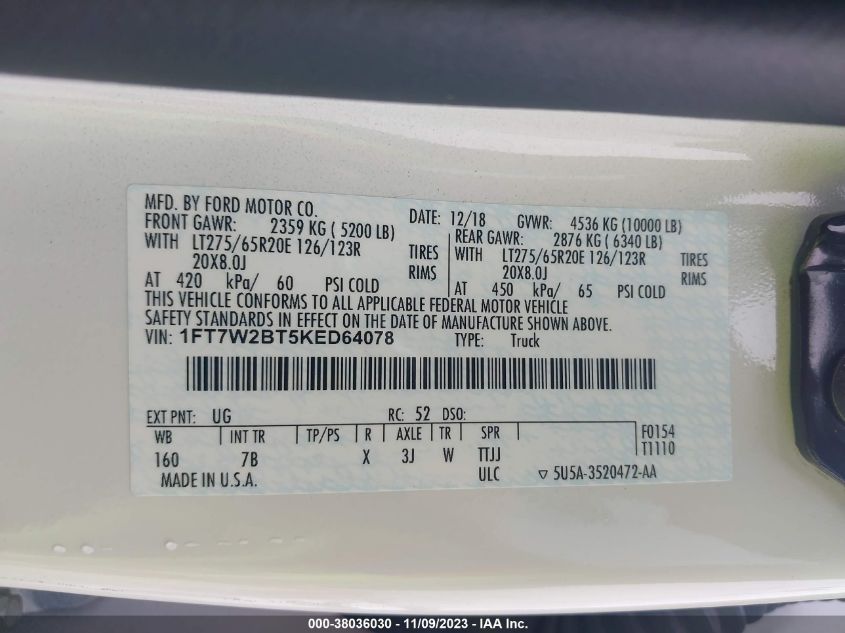 MFD. BY FORD MOTOR CO. DATE: 12/18 GVWR: 4536 KG (10000 LB)
FRONT GAWR: 2359 KG ( 5200 LB) REAR GAWR: 2876 KG ( 6340 LB)
WITH LT275/65R20E 126/123R TIRES WITH LT275/65R20E 126/123R TIRES
20X8.0J RIMS 20X8.0J RIMS
AT 420 kPa/ 60 PSI COLD AT 450 kPa/ 65 PSI COLD
THIS VEHICLE CONFORMS TO ALL APPLICABLE FEDERAL MOTOR VEHICLE
SAFETY STANDARDS IN EFFECT ON THE DATE OF MANUFACTURE SHOWN ABOVE.
VIN: 1FT7W2BT5KED64078 TYPE: Truck
EXT PNT: UG RC: 52 DSO:
WB INT TR TP/PS R AXLE TR SPR F0154
160 7B X 3J W TTJJ T1110
MADE IN U.S.A. ULC ▽ 5U5A-3520472-AA
000-38036030 - 11/09/2023 - IAA Inc.